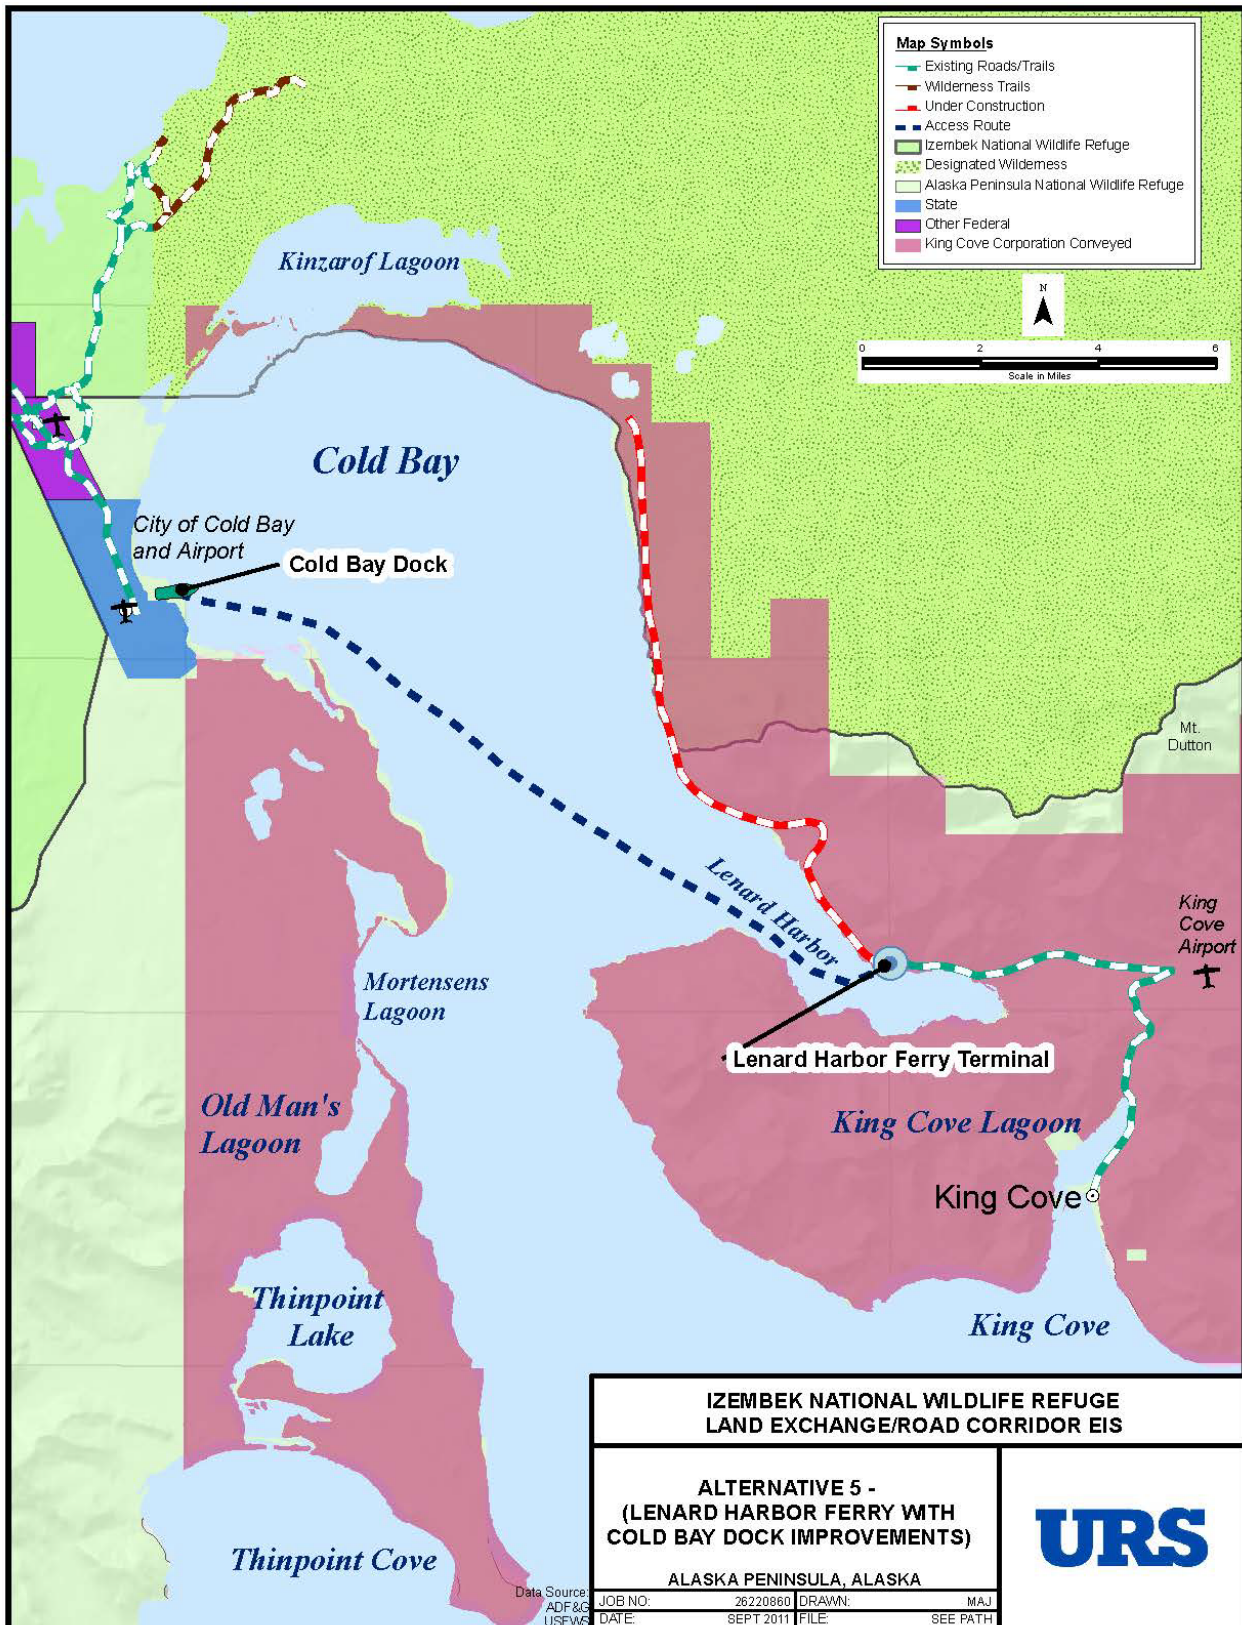 Map Symbols
Existing Roads/Trails
Wilderness Trails
Under Construction
Access Route
Izembek National Wildlife Refuge
Designated Wilderness
Alaska Peninsula National Wildlife Refuge
State
Other Federal
King Cove Corporation Conveyed
N
0 2 4 6
Scale in Miles
Kinzarof Lagoon
Cold Bay
City of Cold Bay
and Airport
Cold Bay Dock
Mt.
Dutton
Lenard Harbor
King
Cove
Airport
Mortensens
Lagoon
Lenard Harbor Ferry Terminal
Old Man's
Lagoon
King Cove Lagoon
King Cove
Thinpoint
Lake
King Cove
Thinpoint Cove
Data Source:
ADF&G
USFWS
IZEMBEK NATIONAL WILDLIFE REFUGE
LAND EXCHANGE/ROAD CORRIDOR EIS
ALTERNATIVE 5 -
(LENARD HARBOR FERRY WITH
COLD BAY DOCK IMPROVEMENTS)
ALASKA PENINSULA, ALASKA
JOB NO: 26220860 DRAWN: MAJ
DATE: SEPT 2011 FILE: SEE PATH
URS